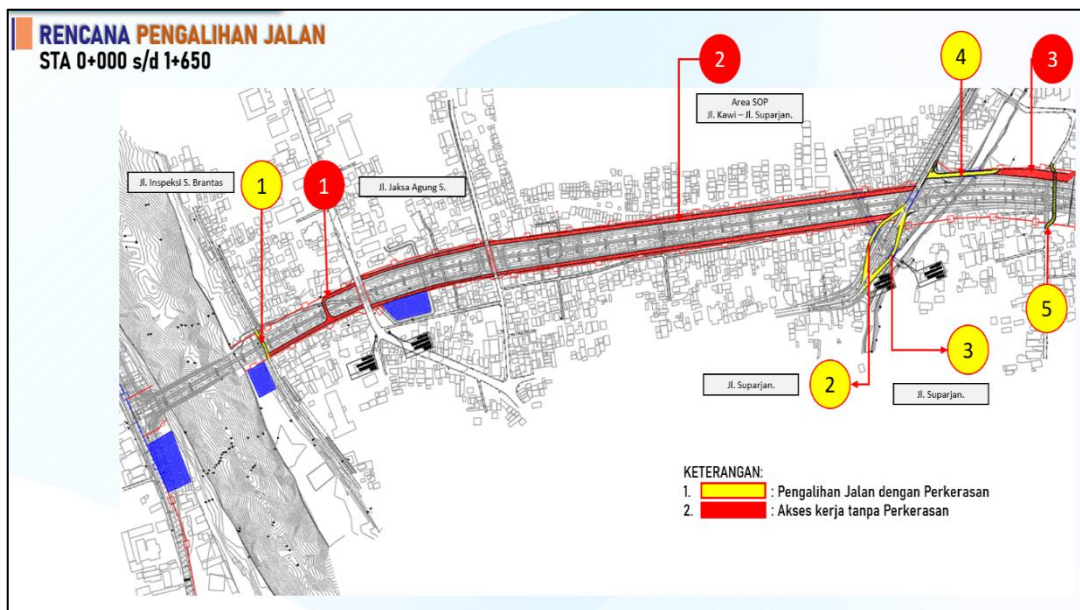 RENCANA PENGALIHAN JALAN
STA 0+000 s/d 1+650
2
4
3
Area SOP
Jl. Kawi – Jl. Suparjan.
Jl. Inspeksi S. Brantas
1
1
Jl. Jaksa Agung S.
5
3
2
Jl. Suparjan.
Jl. Suparjan.
KETERANGAN:
1. : Pengalihan Jalan dengan Perkerasan
2. : Akses kerja tanpa Perkerasan